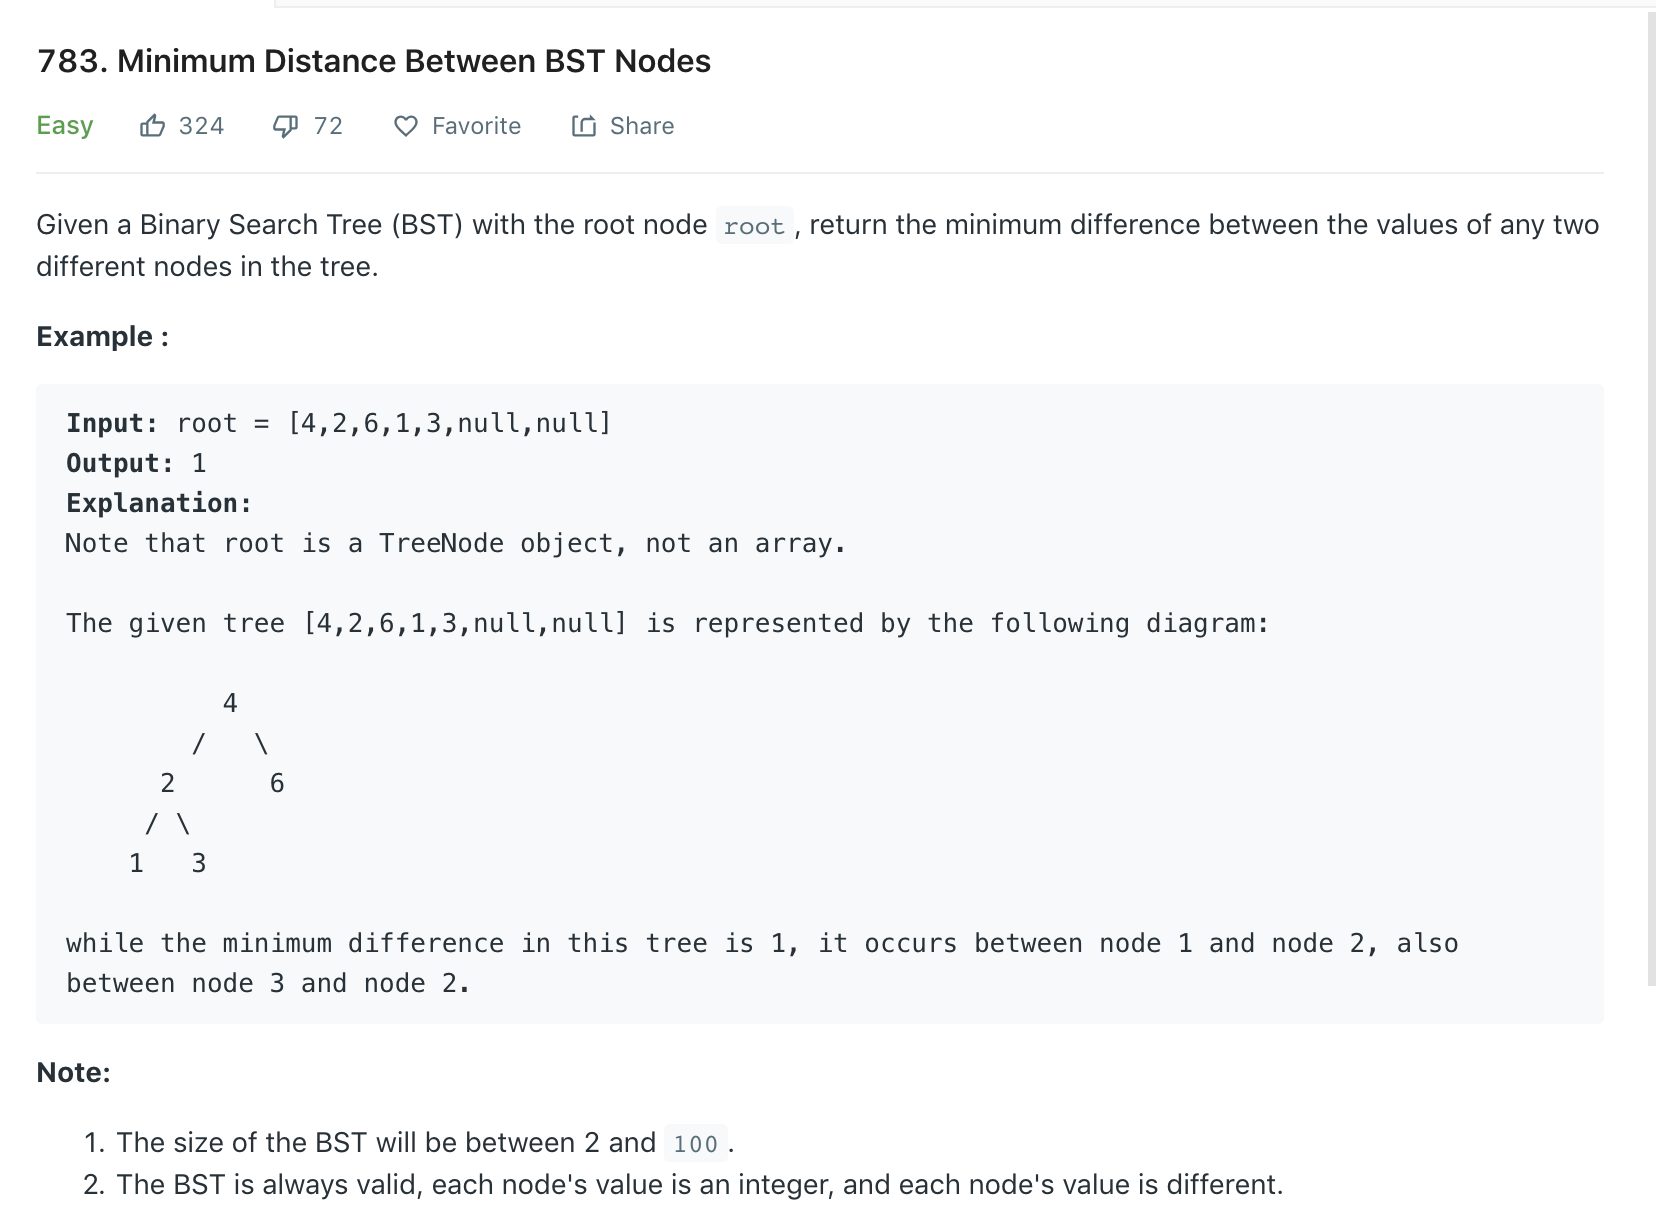 783. Minimum Distance Between BST Nodes
Easy 324 72 Favorite Share
Given a Binary Search Tree (BST) with the root node root, return the minimum difference between the values of any two
different nodes in the tree.
Example :
Input: root = [4,2,6,1,3,null,null]
Output: 1
Explanation:
Note that root is a TreeNode object, not an array.
The given tree [4,2,6,1,3,null,null] is represented by the following diagram:
4
/ \
2 6
/ \
1 3
while the minimum difference in this tree is 1, it occurs between node 1 and node 2, also
between node 3 and node 2.
Note:
1. The size of the BST will be between 2 and 100.
2. The BST is always valid, each node's value is an integer, and each node's value is different.